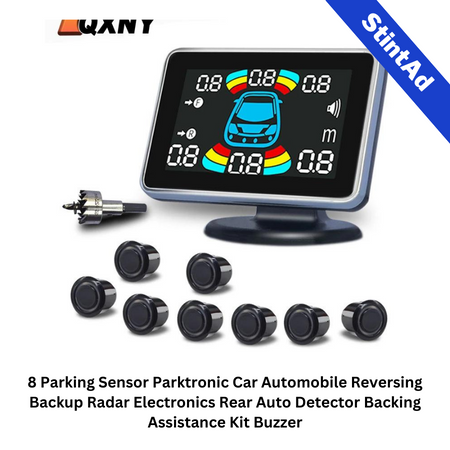 QXNY
StintAd
0.8 0.8 0.8
→F
→R
m
0.8 0.8 0.8
8 Parking Sensor Parktronic Car Automobile Reversing
Backup Radar Electronics Rear Auto Detector Backing
Assistance Kit Buzzer